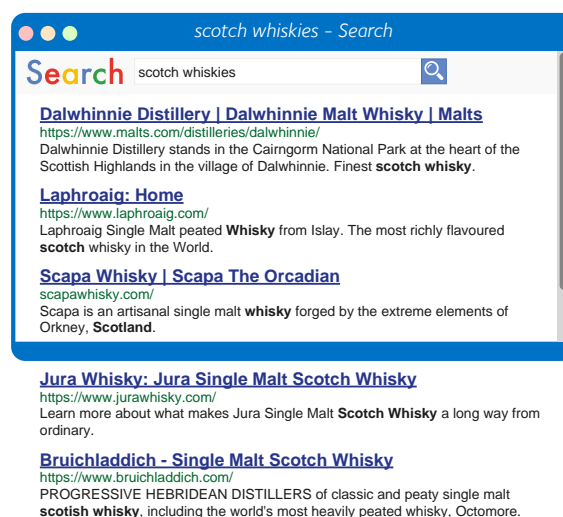 scotch whiskies – Search
Search scotch whiskies
Dalwhinnie Distillery | Dalwhinnie Malt Whisky | Malts
https://www.malts.com/distilleries/dalwhinnie/
Dalwhinnie Distillery stands in the Cairngorm National Park at the heart of the
Scottish Highlands in the village of Dalwhinnie. Finest scotch whisky.
Laphroaig: Home
https://www.laphroaig.com/
Laphroaig Single Malt peated Whisky from Islay. The most richly flavoured
scotch whisky in the World.
Scapa Whisky | Scapa The Orcadian
scapawhisky.com/
Scapa is an artisanal single malt whisky forged by the extreme elements of
Orkney, Scotland.
Jura Whisky: Jura Single Malt Scotch Whisky
https://www.jurawhisky.com/
Learn more about what makes Jura Single Malt Scotch Whisky a long way from
ordinary.
Bruichladdich - Single Malt Scotch Whisky
https://www.bruichladdich.com/
PROGRESSIVE HEBRIDEAN DISTILLERS of classic and peaty single malt
scotish whisky, including the world's most heavily peated whisky, Octomore.